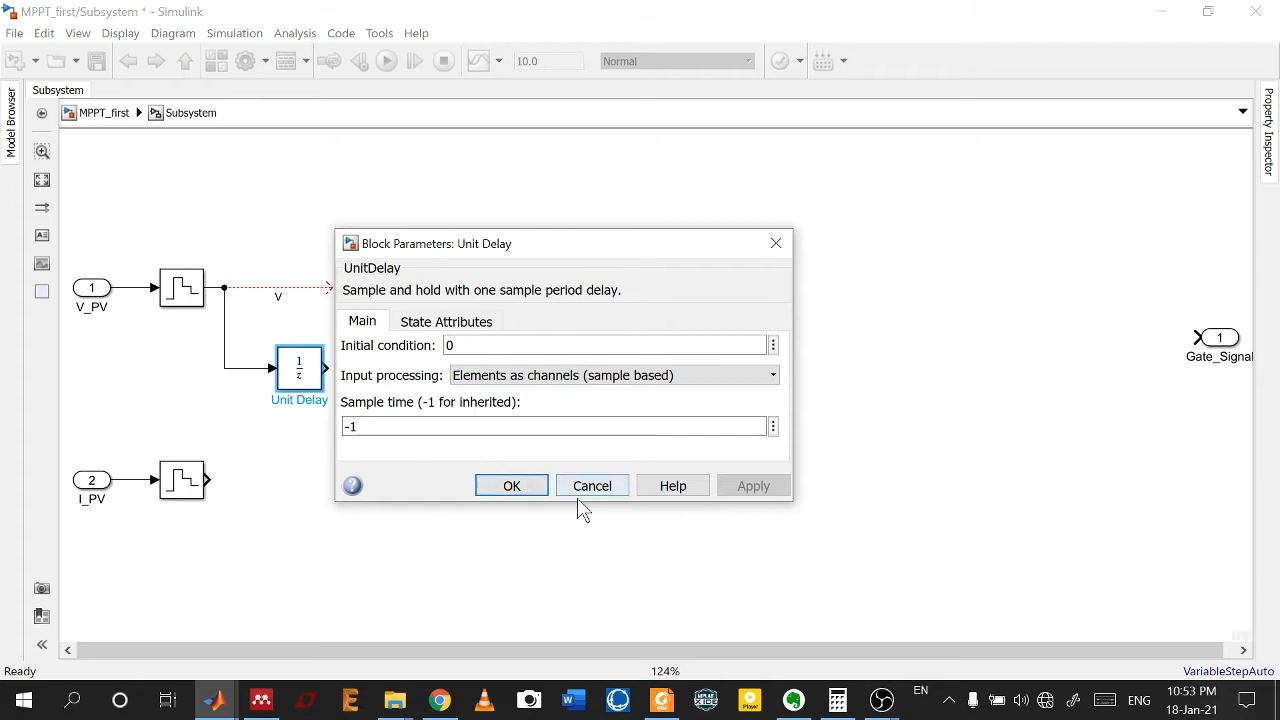 MPPT_first/Subsystem * - Simulink
File Edit View Display Diagram Simulation Analysis Code Tools Help
10.0 Normal
Model Browser
Subsystem
Property Inspector
MPPT_first Subsystem
Block Parameters: Unit Delay
UnitDelay
Sample and hold with one sample period delay.
Main State Attributes
Initial condition: 0
Input processing: Elements as channels (sample based)
Sample time (-1 for inherited):
-1
OK Cancel Help Apply
1
V_PV
V
1
z
Unit Delay
2
I_PV
1
Gate_Signal
Ready 124% VariableStepAuto
EN
ENG
10:53 PM
18-Jan-21